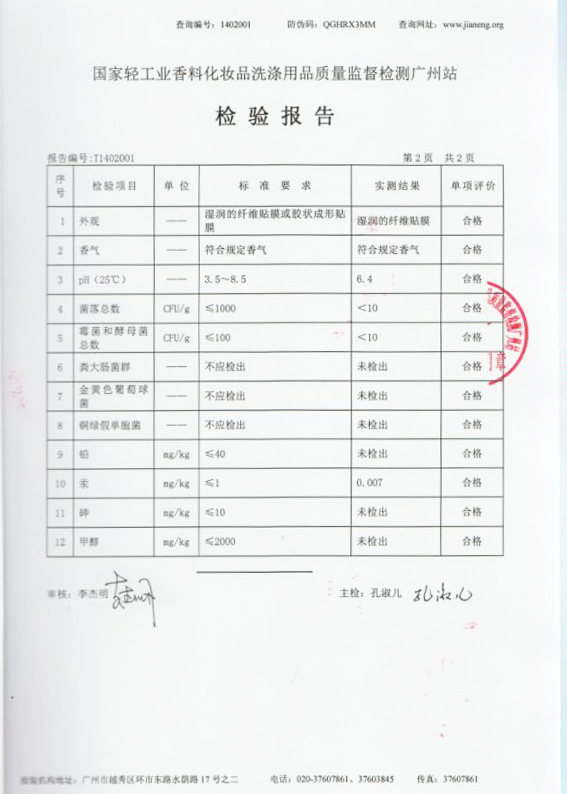 查询编号：1402001 防伪码：QGHRX3MM 查询网址：www.jianeng.org
国家轻工业香料化妆品洗涤用品质量监督检测广州站
检验报告
报告编号:T1402001 第2页 共2页
序号 检验项目 单位 标准要求 实测结果 单项评价
1 外观 —— 湿润的纤维贴膜或胶状成形贴膜 湿润的纤维贴膜 合格
2 香气 —— 符合规定香气 符合规定香气 合格
3 pH（25℃） —— 3.5～8.5 6.4 合格
4 菌落总数 CFU/g ≤1000 ＜10 合格
5 霉菌和酵母菌总数 CFU/g ≤100 ＜10 合格
6 粪大肠菌群 —— 不应检出 未检出 合格
7 金黄色葡萄球菌 —— 不应检出 未检出 合格
8 铜绿假单胞菌 —— 不应检出 未检出 合格
9 铅 mg/kg ≤40 未检出 合格
10 汞 mg/kg ≤1 0.007 合格
11 砷 mg/kg ≤10 未检出 合格
12 甲醇 mg/kg ≤2000 未检出 合格
审核：李杰明 主检：孔淑儿
检验机构地址：广州市越秀区环市东路水荫路17号之二 电话：020-37607861、37603845 传真：37607861